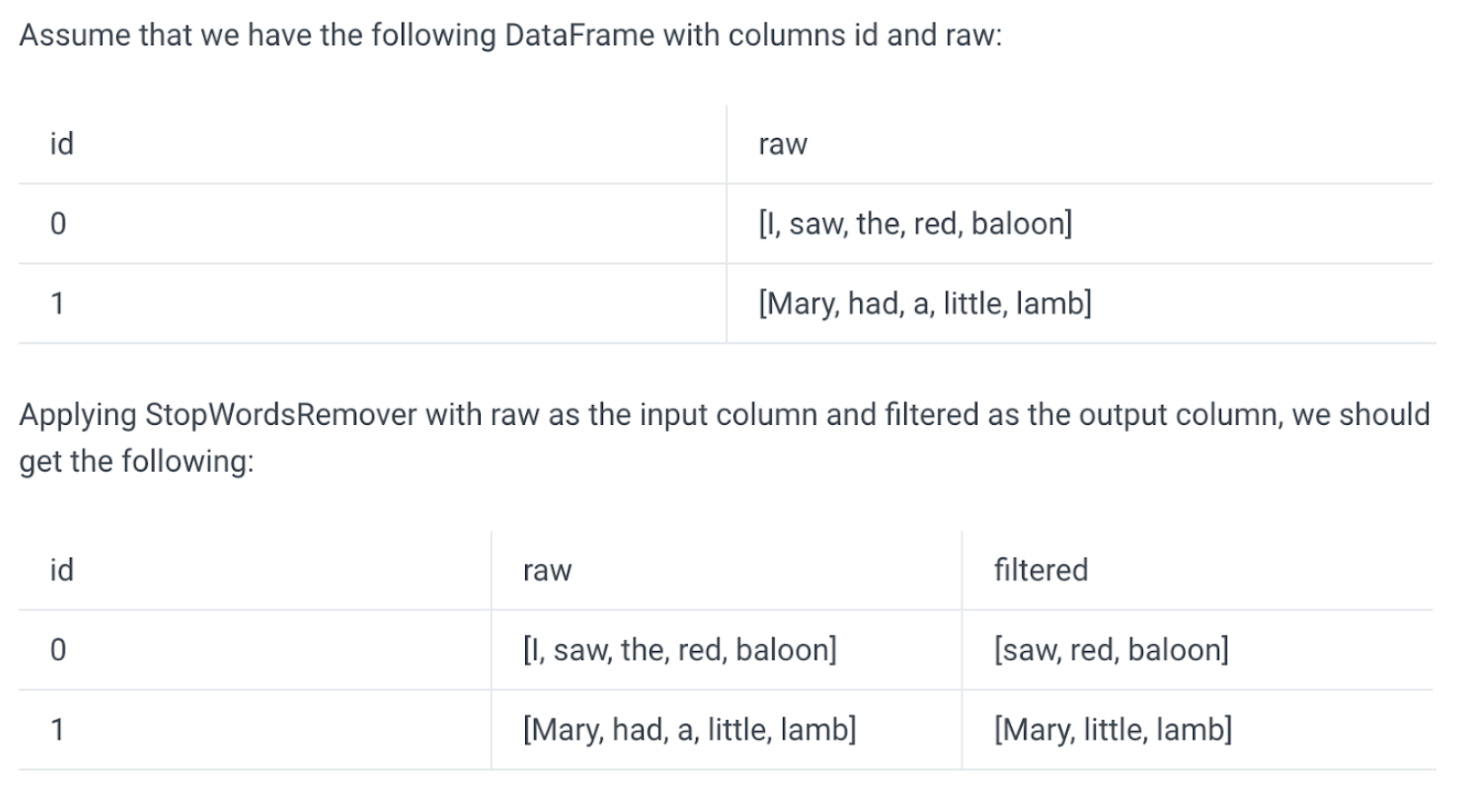 Assume that we have the following DataFrame with columns id and raw:
id raw
0 [I, saw, the, red, baloon]
1 [Mary, had, a, little, lamb]
Applying StopWordsRemover with raw as the input column and filtered as the output column, we should
get the following:
id raw filtered
0 [I, saw, the, red, baloon] [saw, red, baloon]
1 [Mary, had, a, little, lamb] [Mary, little, lamb]